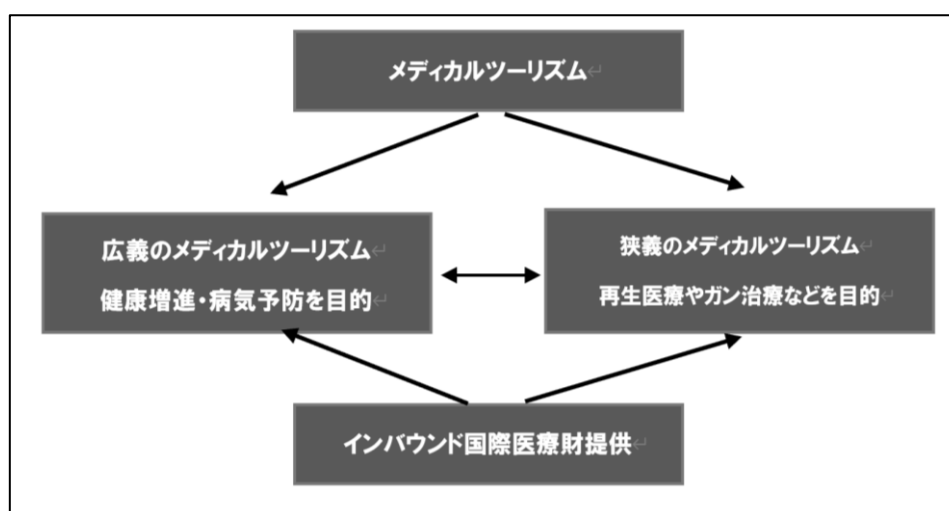 メディカルツーリズム↵
広義のメディカルツーリズム↵
健康増進・病気予防を目的↵
狭義のメディカルツーリズム↵
再生医療やガン治療などを目的↵
インバウンド国際医療財提供↵